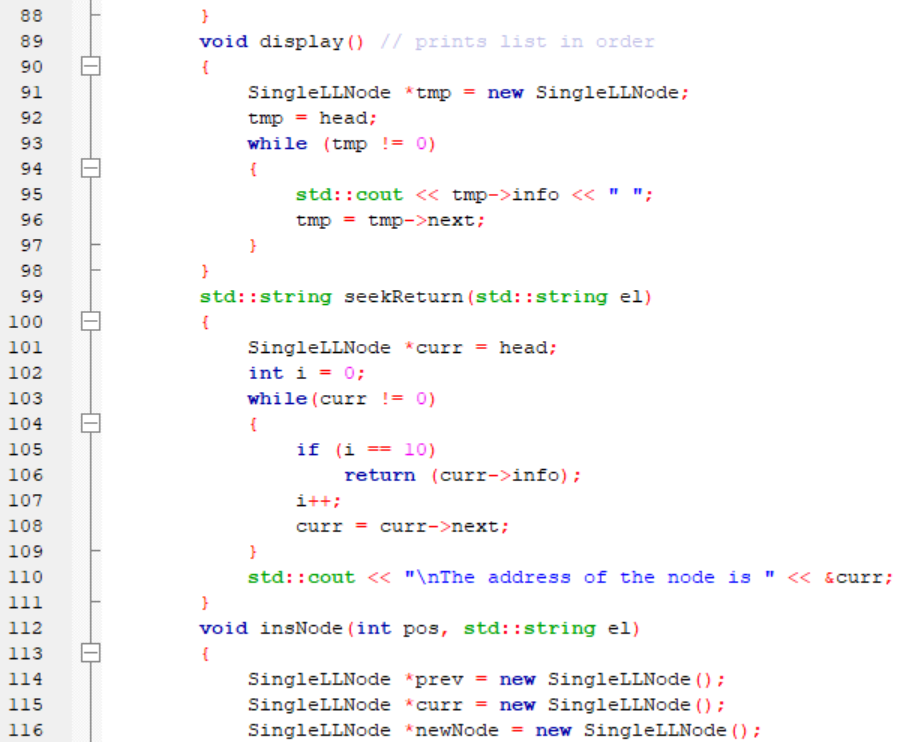 88 }
89 void display() // prints list in order
90 {
91 SingleLLNode *tmp = new SingleLLNode;
92 tmp = head;
93 while (tmp != 0)
94 {
95 std::cout << tmp->info << " ";
96 tmp = tmp->next;
97 }
98 }
99 std::string seekReturn(std::string el)
100 {
101 SingleLLNode *curr = head;
102 int i = 0;
103 while(curr != 0)
104 {
105 if (i == 10)
106 return (curr->info);
107 i++;
108 curr = curr->next;
109 }
110 std::cout << "\nThe address of the node is " << &curr;
111 }
112 void insNode(int pos, std::string el)
113 {
114 SingleLLNode *prev = new SingleLLNode();
115 SingleLLNode *curr = new SingleLLNode();
116 SingleLLNode *newNode = new SingleLLNode();